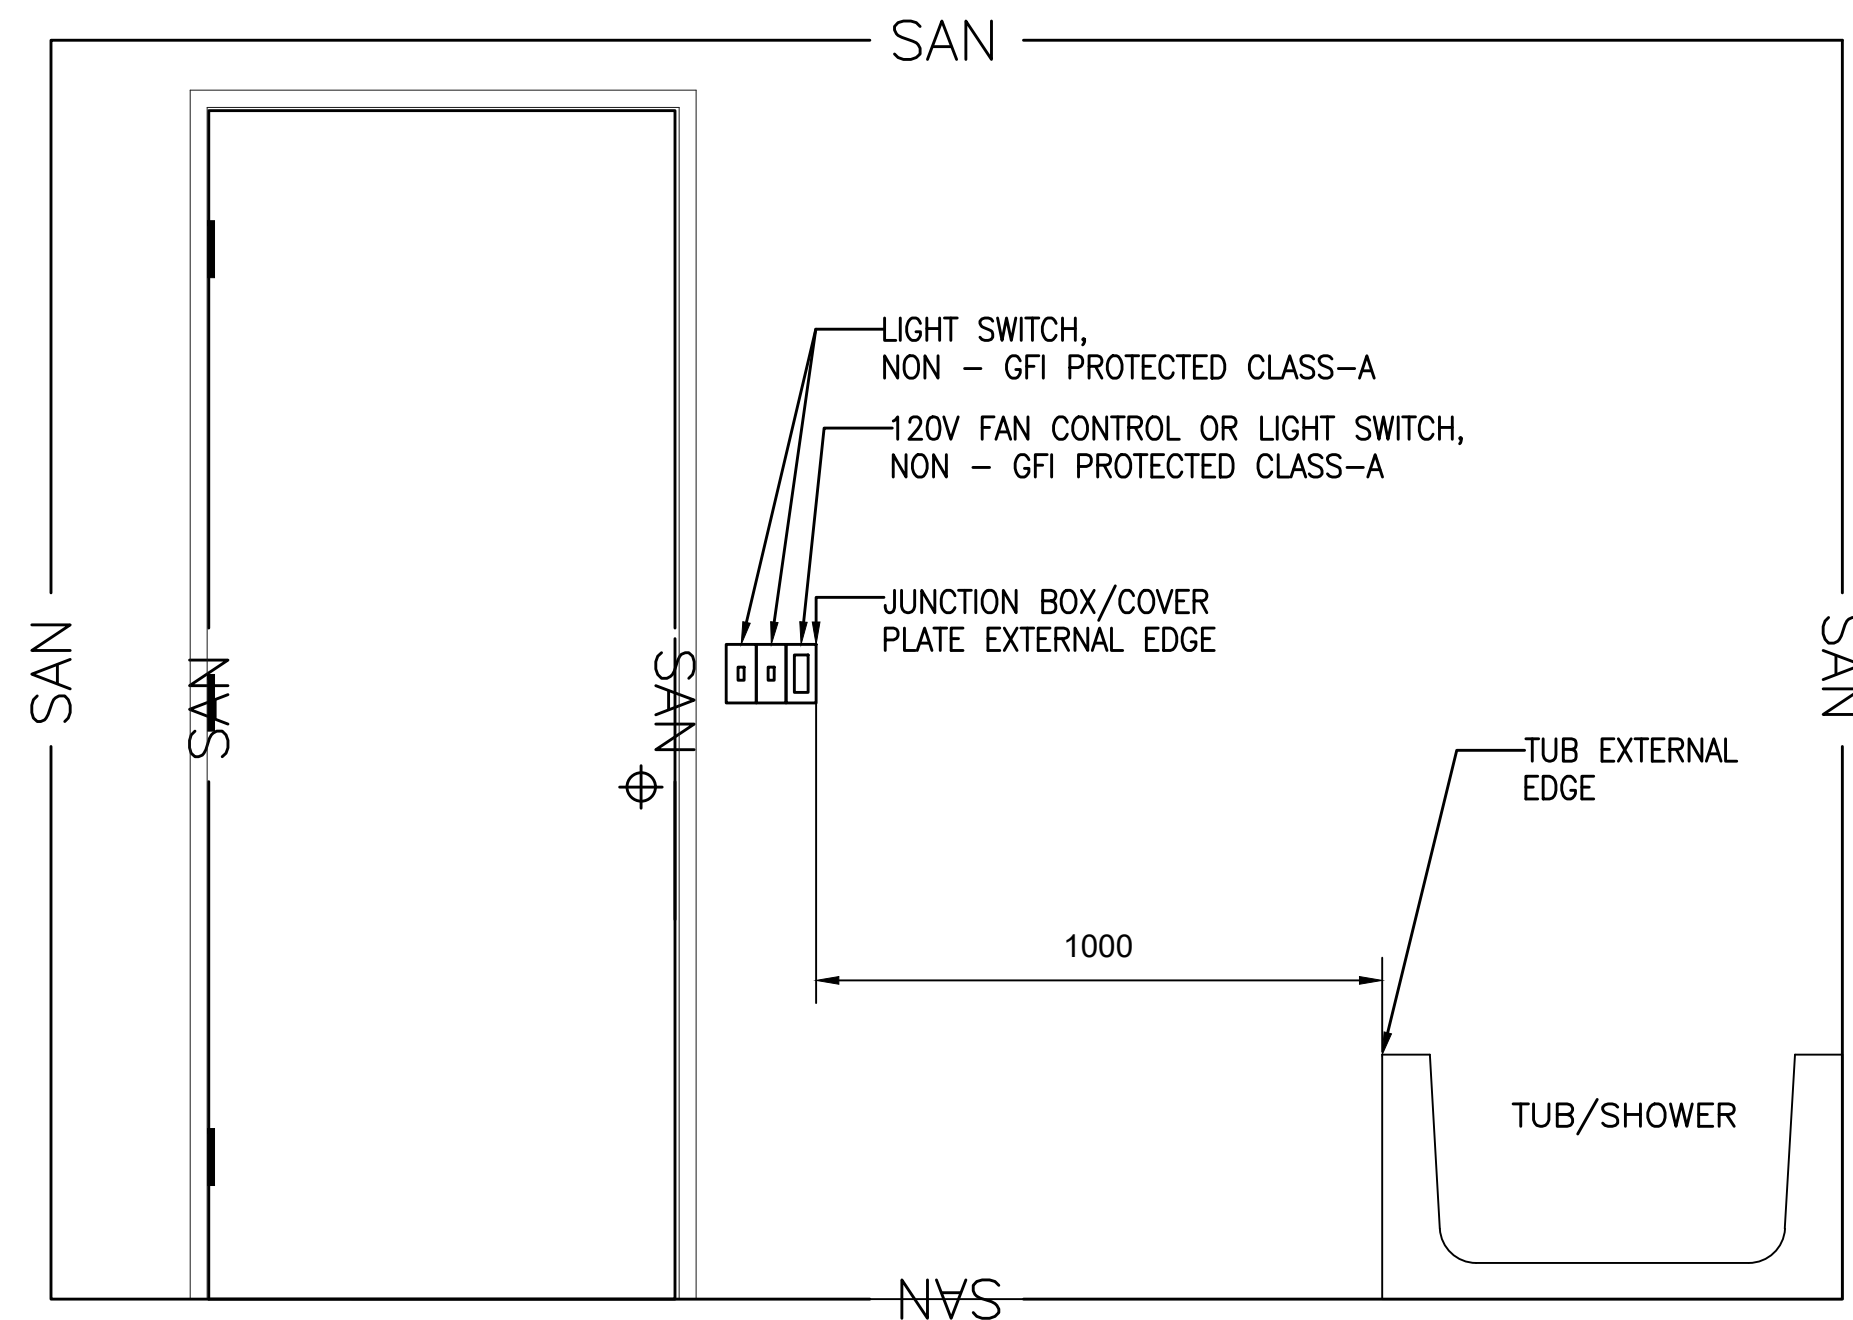 SAN
LIGHT SWITCH,
NON - GFI PROTECTED CLASS-A
120V FAN CONTROL OR LIGHT SWITCH,
NON - GFI PROTECTED CLASS-A
JUNCTION BOX/COVER
PLATE EXTERNAL EDGE
SAN
SAN
SAN
SAN
TUB EXTERNAL
EDGE
1000
TUB/SHOWER
SAN